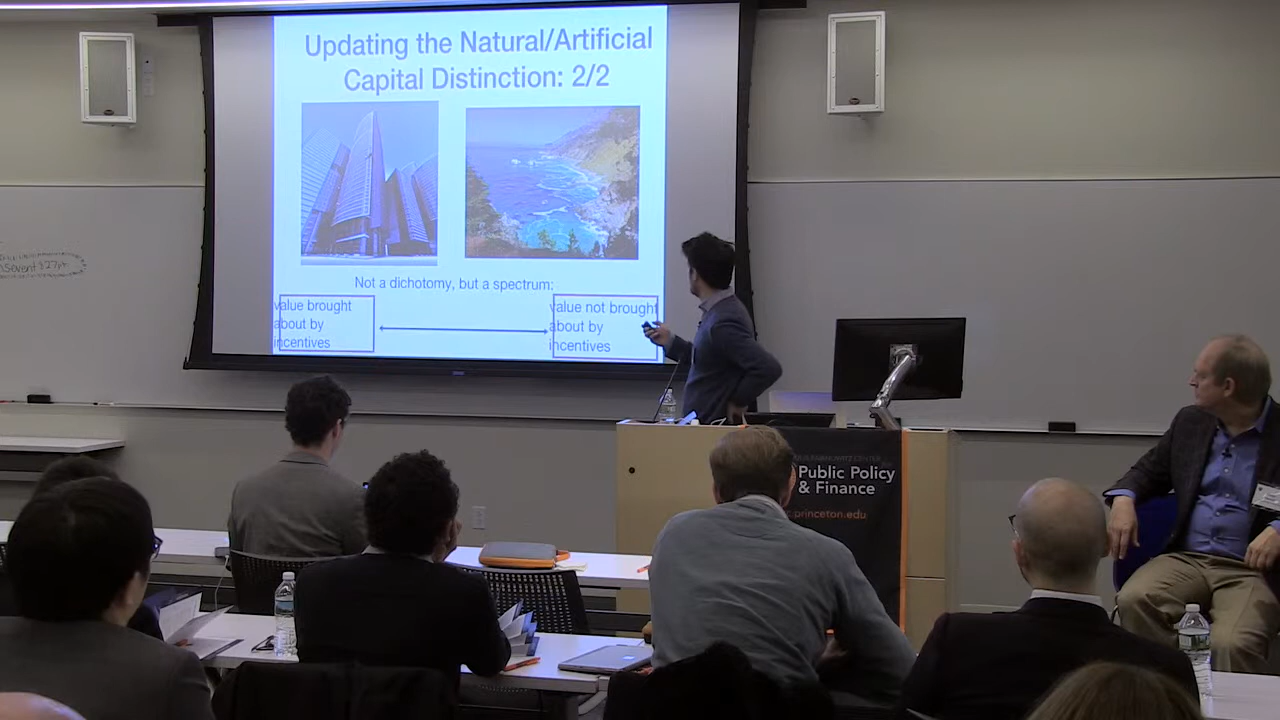 Updating the Natural/Artificial
Capital Distinction: 2/2
Not a dichotomy, but a spectrum:
value brought
about by
incentives
value not brought
about by
incentives
Public Policy
& Finance
princeton.edu